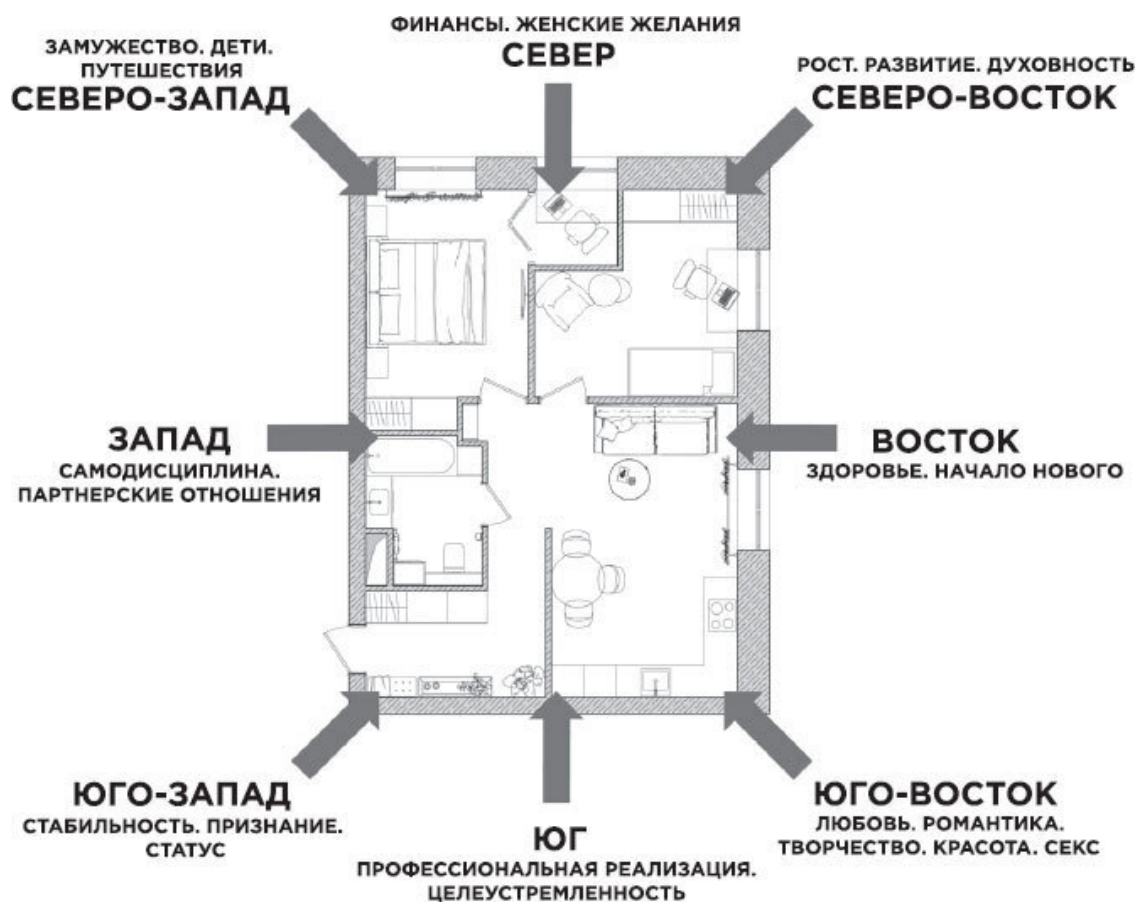 ФИНАНСЫ. ЖЕНСКИЕ ЖЕЛАНИЯ
СЕВЕР
ЗАМУЖЕСТВО. ДЕТИ.
ПУТЕШЕСТВИЯ
СЕВЕРО-ЗАПАД
РОСТ. РАЗВИТИЕ. ДУХОВНОСТЬ
СЕВЕРО-ВОСТОК
ЗАПАД
САМОДИСЦИПЛИНА.
ПАРТНЕРСКИЕ ОТНОШЕНИЯ
ВОСТОК
ЗДОРОВЬЕ. НАЧАЛО НОВОГО
ЮГО-ЗАПАД
СТАБИЛЬНОСТЬ. ПРИЗНАНИЕ.
СТАТУС
ЮГ
ПРОФЕССИОНАЛЬНАЯ РЕАЛИЗАЦИЯ.
ЦЕЛЕУСТРЕМЛЕННОСТЬ
ЮГО-ВОСТОК
ЛЮБОВЬ. РОМАНТИКА.
ТВОРЧЕСТВО. КРАСОТА. СЕКС